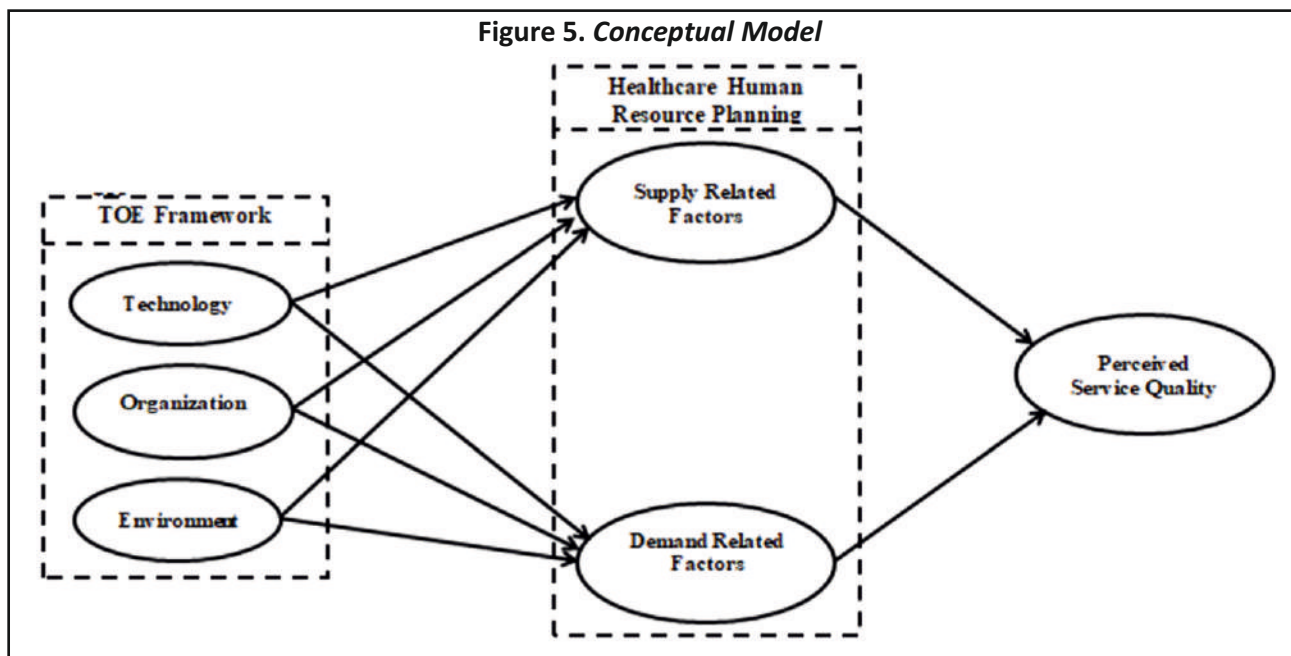 Figure 5. Conceptual Model
Healthcare Human
Resource Planning
Supply Related
Factors
TOE Framework
Technology
Organization
Environment
Perceived
Service Quality
Demand Related
Factors